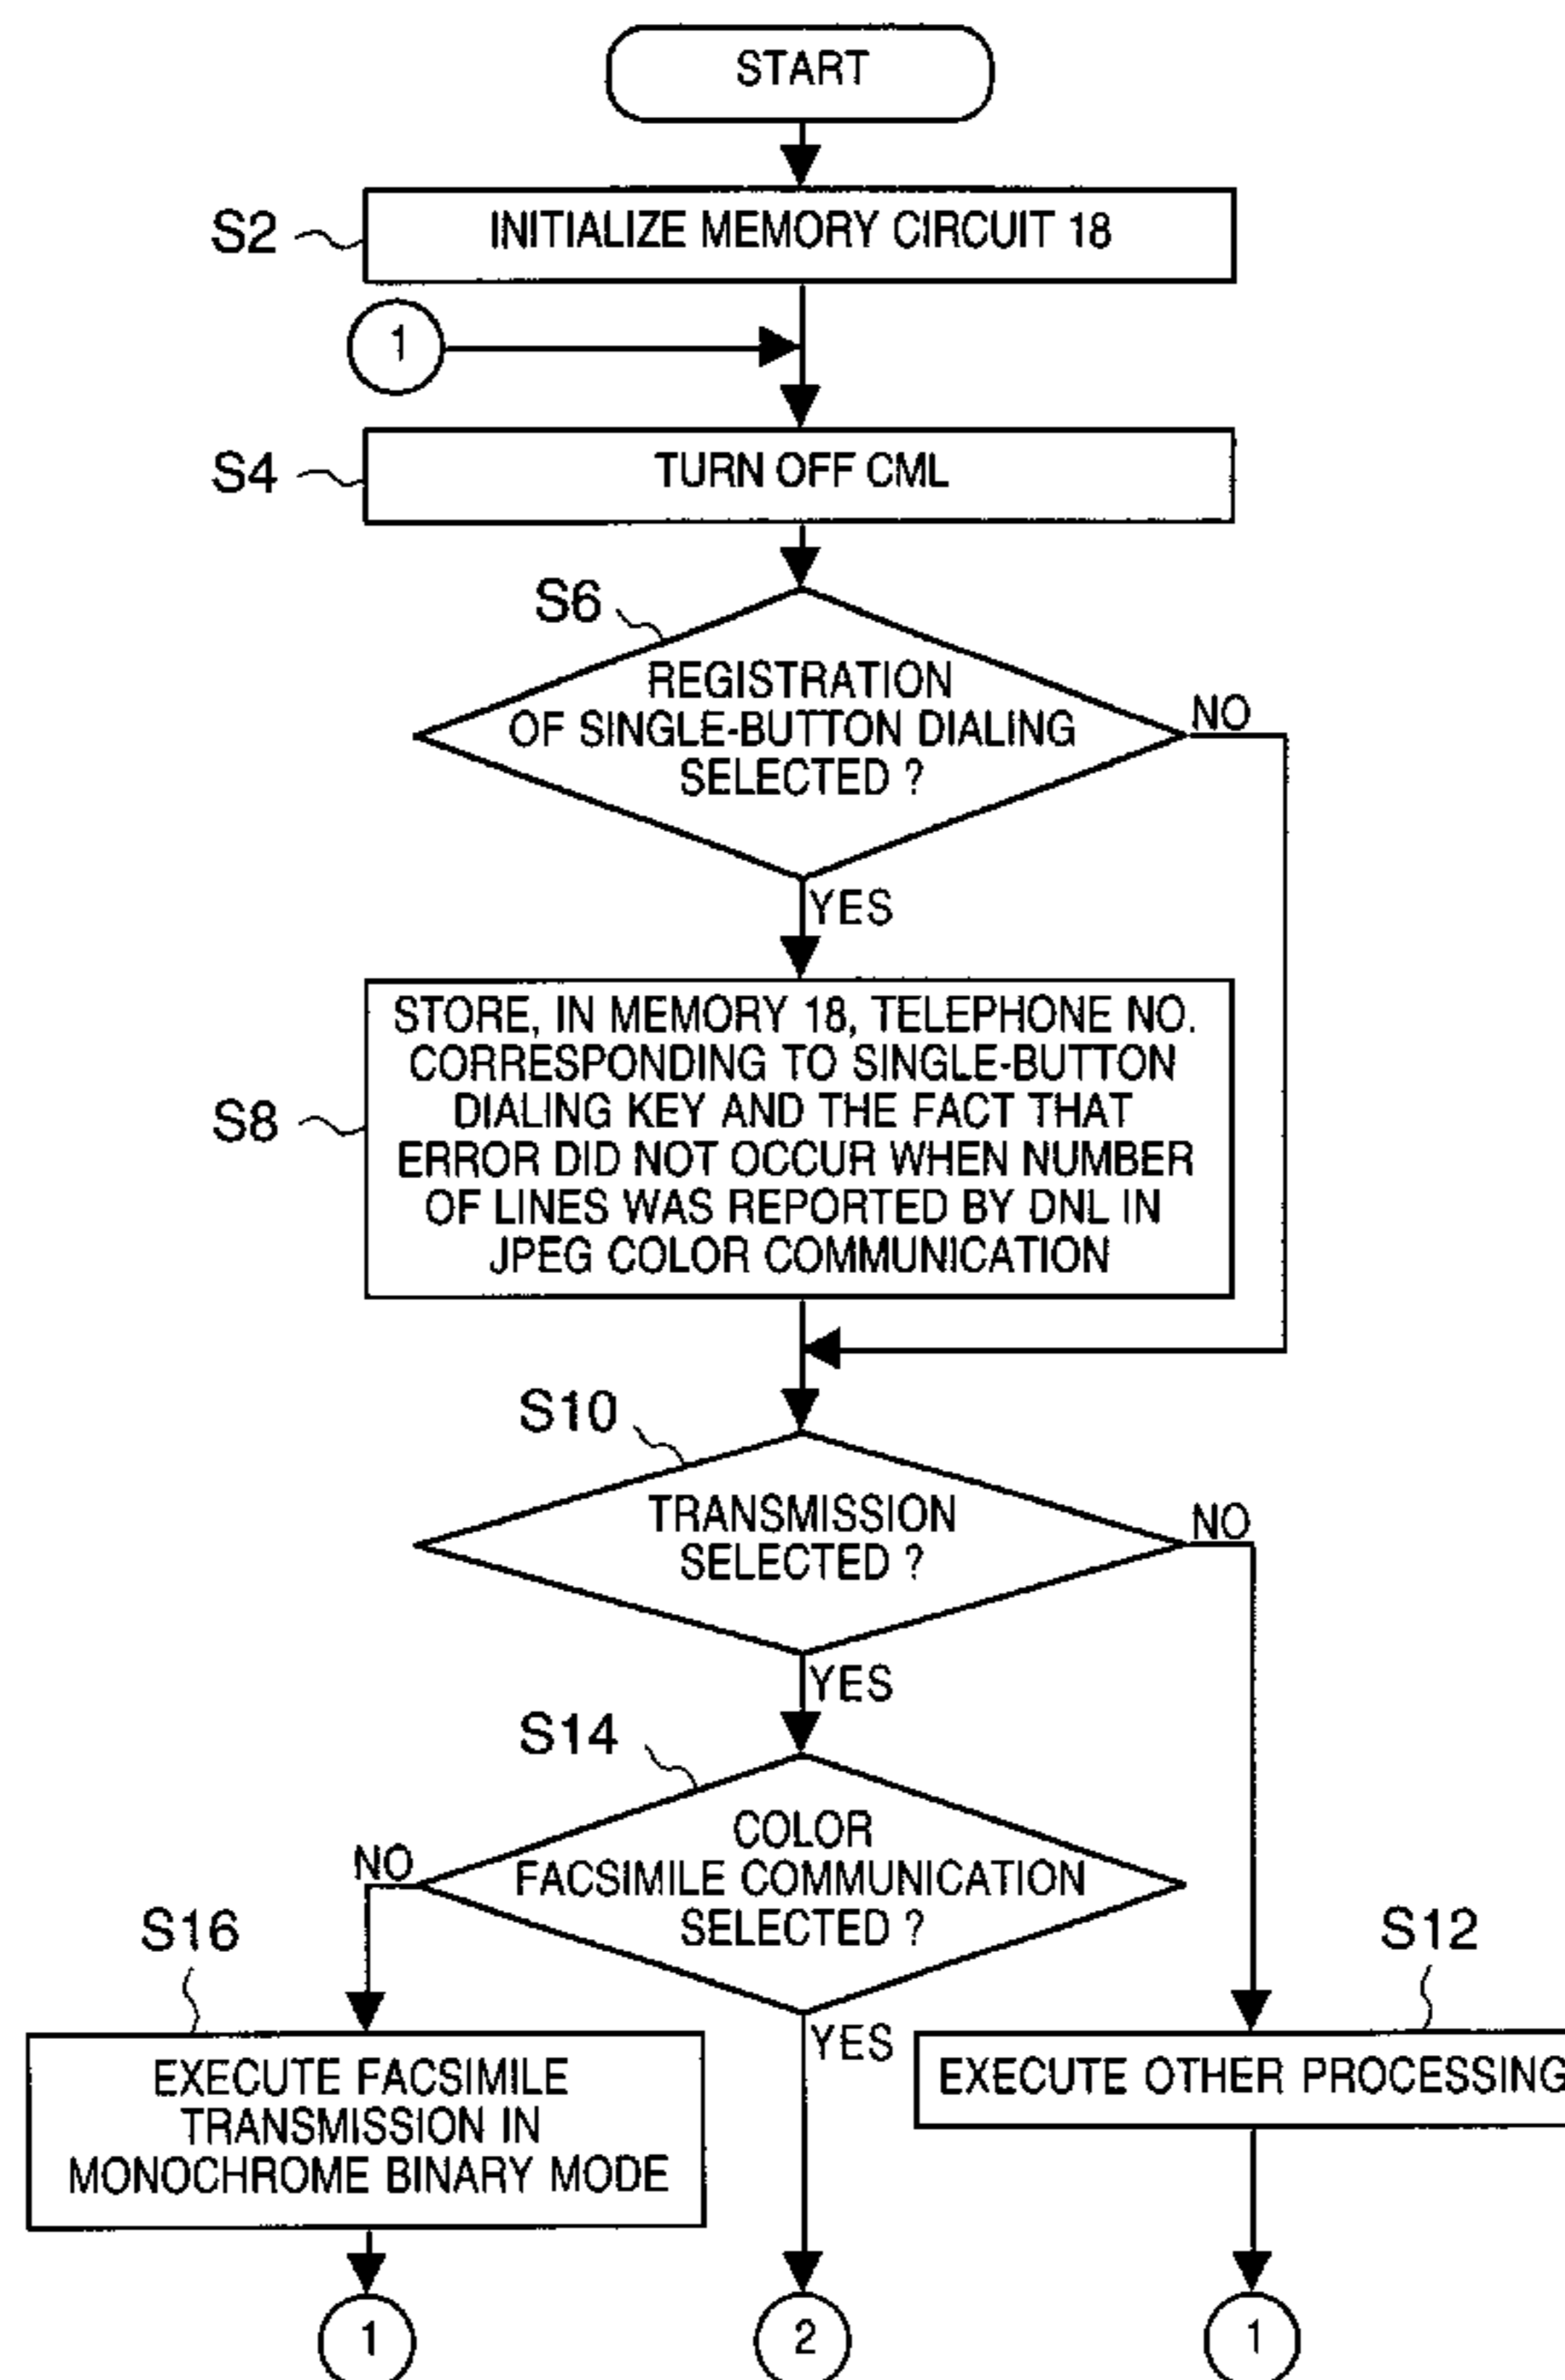 START
S2
INITIALIZE MEMORY CIRCUIT 18
1
S4
TURN OFF CML
S6
REGISTRATION
OF SINGLE-BUTTON DIALING
SELECTED ?
NO
YES
S8
STORE, IN MEMORY 18, TELEPHONE NO.
CORRESPONDING TO SINGLE-BUTTON
DIALING KEY AND THE FACT THAT
ERROR DID NOT OCCUR WHEN NUMBER
OF LINES WAS REPORTED BY DNL IN
JPEG COLOR COMMUNICATION
S10
TRANSMISSION
SELECTED ?
NO
YES
S14
COLOR
FACSIMILE COMMUNICATION
SELECTED ?
NO
YES
S16
EXECUTE FACSIMILE
TRANSMISSION IN
MONOCHROME BINARY MODE
S12
EXECUTE OTHER PROCESSING
1
2
1